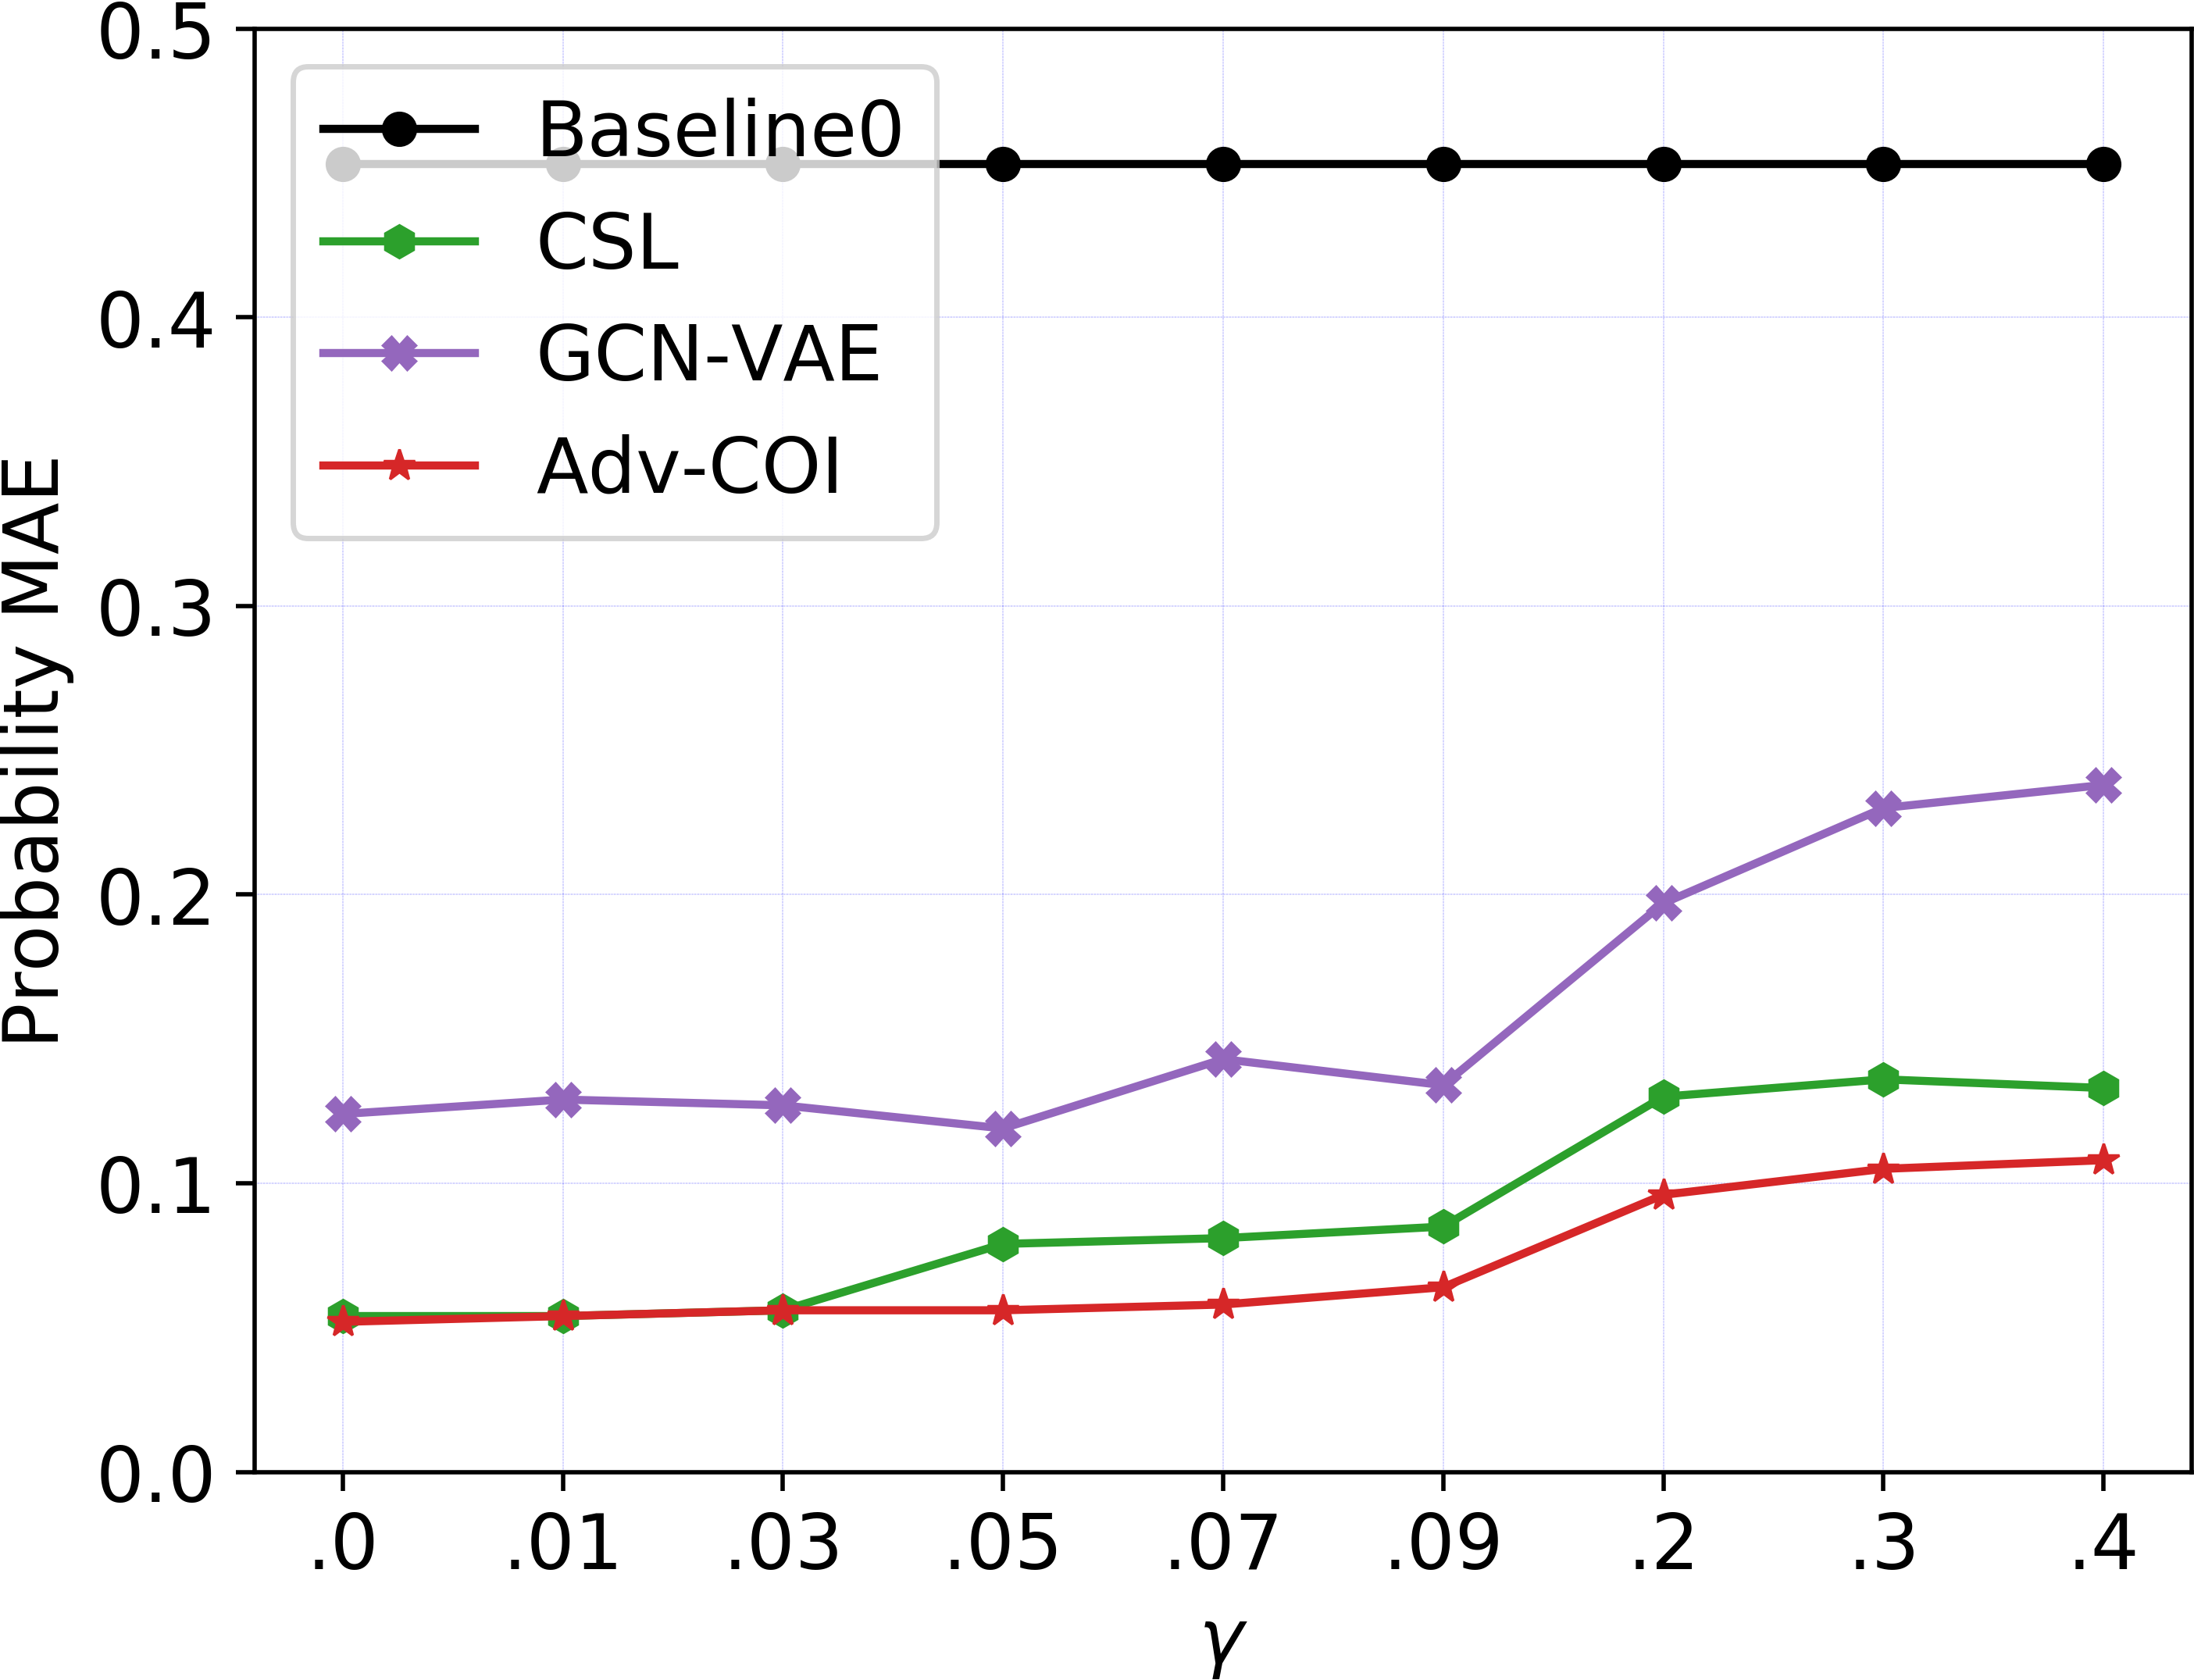 0.5
0.4
0.3
0.2
0.1
0.0
Probability MAE
Baseline0
CSL
GCN-VAE
Adv-COI
.0 .01 .03 .05 .07 .09 .2 .3 .4
γ